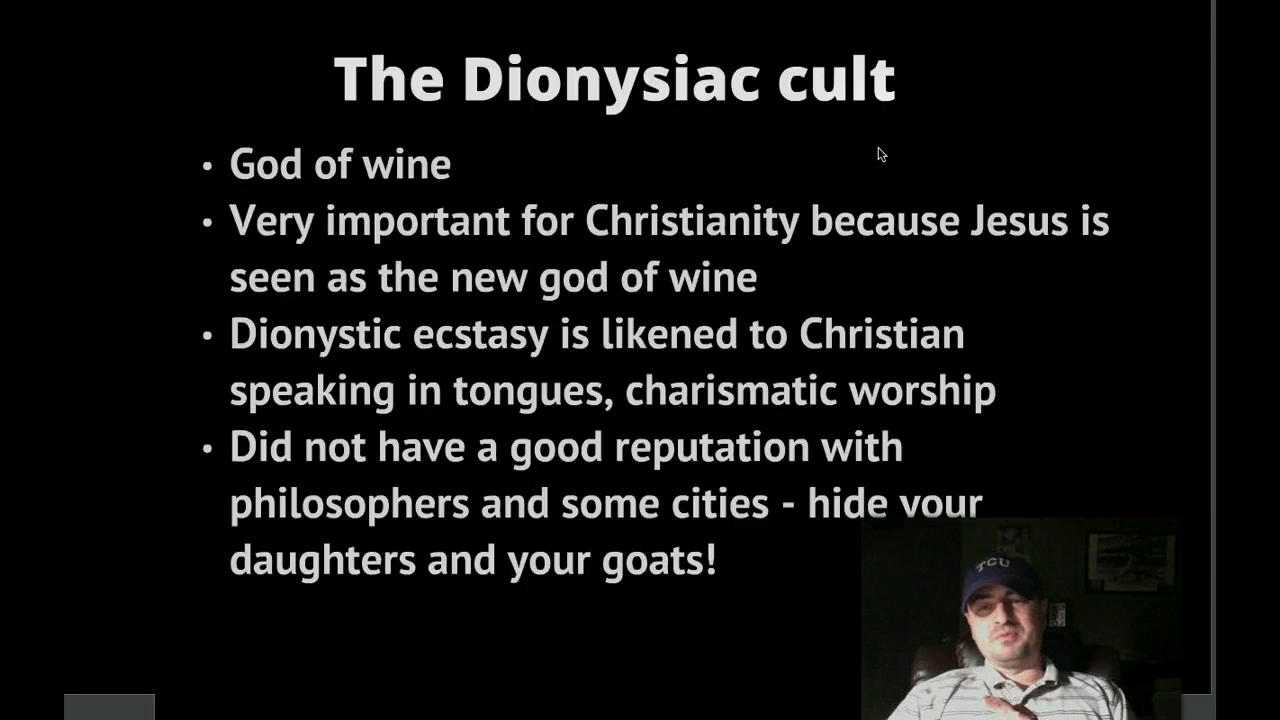 The Dionysiac cult
• God of wine
• Very important for Christianity because Jesus is
seen as the new god of wine
• Dionystic ecstasy is likened to Christian
speaking in tongues, charismatic worship
• Did not have a good reputation with
philosophers and some cities - hide your
daughters and your goats!
TCU